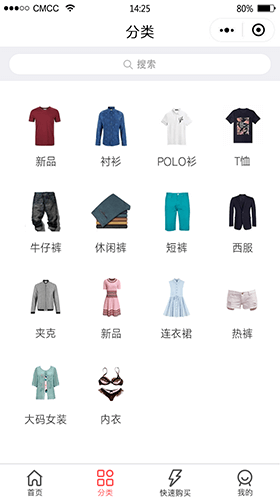 CMCC 14:25 80%
分类
搜索
新品 衬衫 POLO衫 T恤
牛仔裤 休闲裤 短裤 西服
夹克 新品 连衣裙 热裤
大码女装 内衣
首页 分类 快速购买 我的